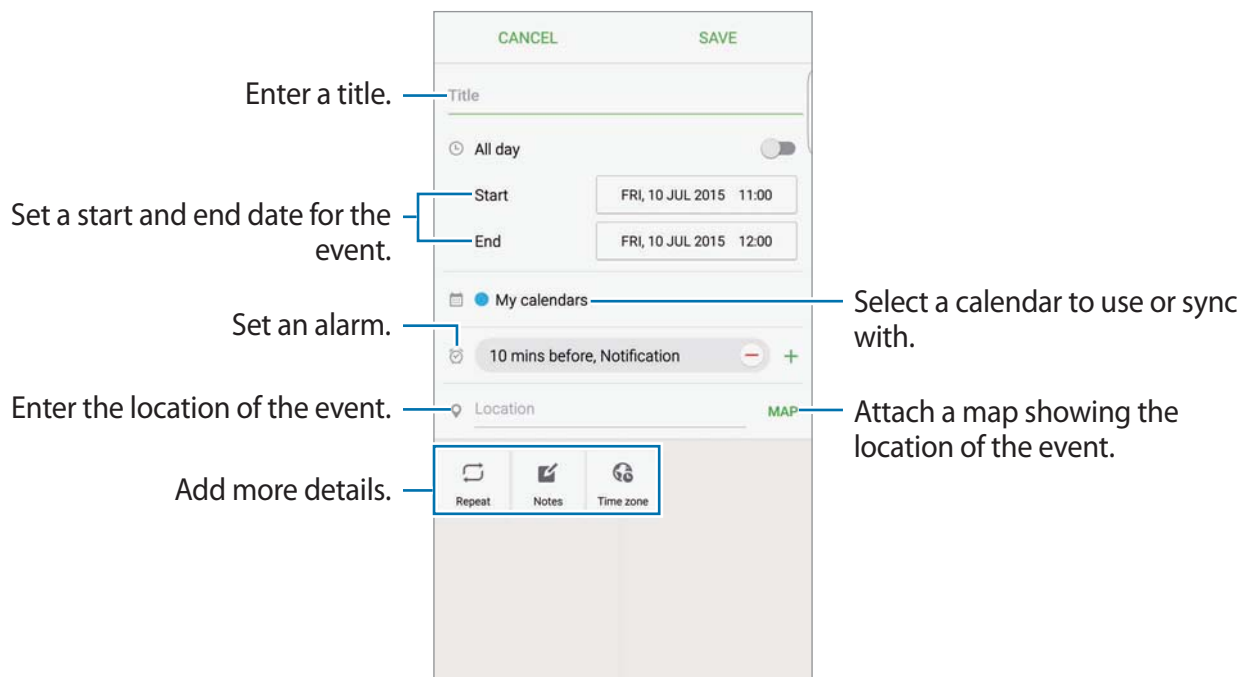 CANCEL SAVE
Enter a title.
Title
All day
Start FRI, 10 JUL 2015 11:00
Set a start and end date for the
event.
End FRI, 10 JUL 2015 12:00
My calendars
Select a calendar to use or sync
with.
Set an alarm.
10 mins before, Notification
Enter the location of the event.
Location MAP
Attach a map showing the
location of the event.
Add more details.
Repeat Notes Time zone